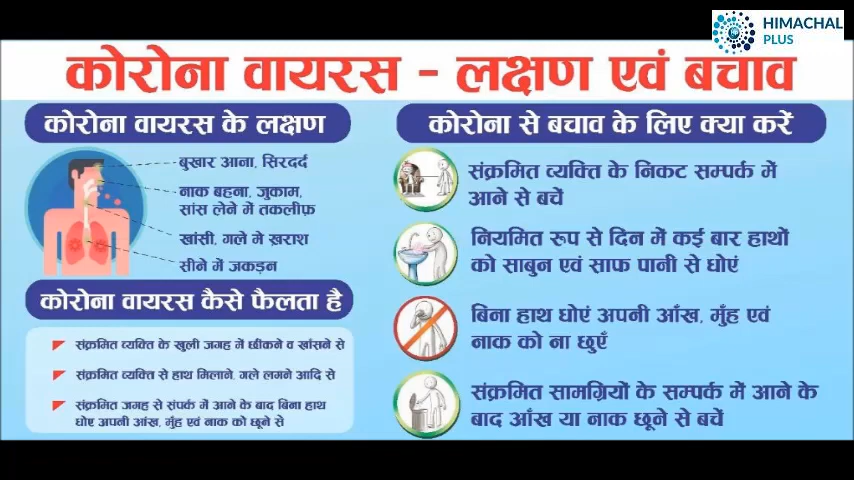 HIMACHAL
PLUS
कोरोना वायरस - लक्षण एवं बचाव
कोरोना वायरस के लक्षण
बुखार आना, सिरदर्द
नाक बहना, जुकाम,
सांस लेने में तकलीफ़
खांसी, गले मे ख़राश
सीने में जकड़न
कोरोना वायरस कैसे फैलता है
संक्रमित व्यक्ति के खुली जगह में छींकने व खांसने से
संक्रमित व्यक्ति से हाथ मिलाने, गले लगने आदि से
संक्रमित जगह से संपर्क में आने के बाद बिना हाथ
धोए अपनी आंख, मुँह एवं नाक को छूने से
कोरोना से बचाव के लिए क्या करें
संक्रमित व्यक्ति के निकट सम्पर्क में
आने से बचें
नियमित रूप से दिन में कई बार हाथों
को साबुन एवं साफ पानी से धोएं
बिना हाथ धोएं अपनी आँख, मुँह एवं
नाक को ना छुएँ
संक्रमित सामग्रियों के सम्पर्क में आने के
बाद आँख या नाक छूने से बचें